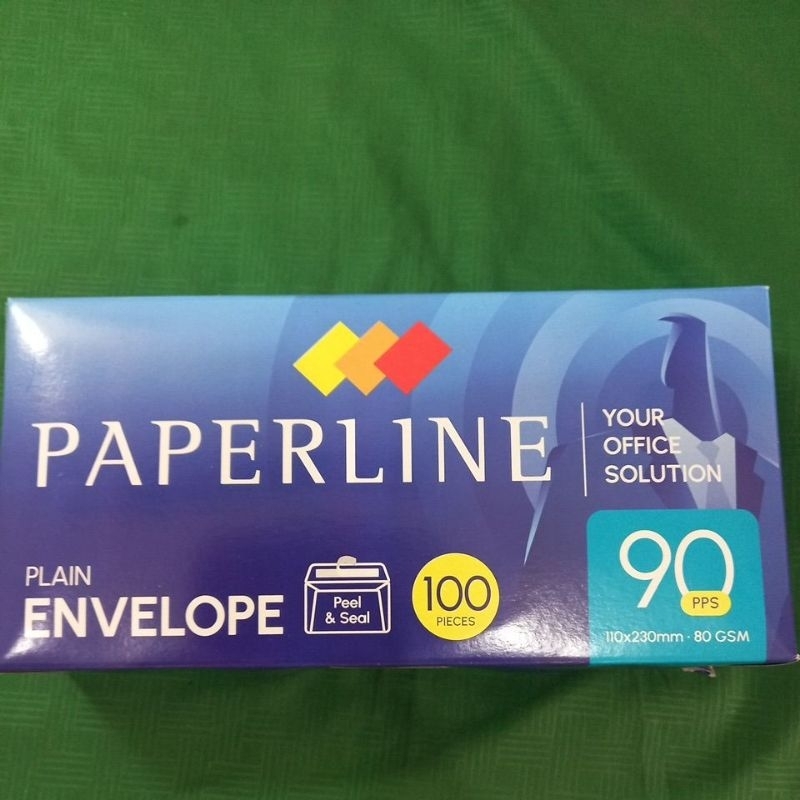 PAPERLINE
YOUR
OFFICE
SOLUTION
PLAIN
ENVELOPE
Peel
& Seal
100
PIECES
90
PPS
110x230mm · 80 GSM